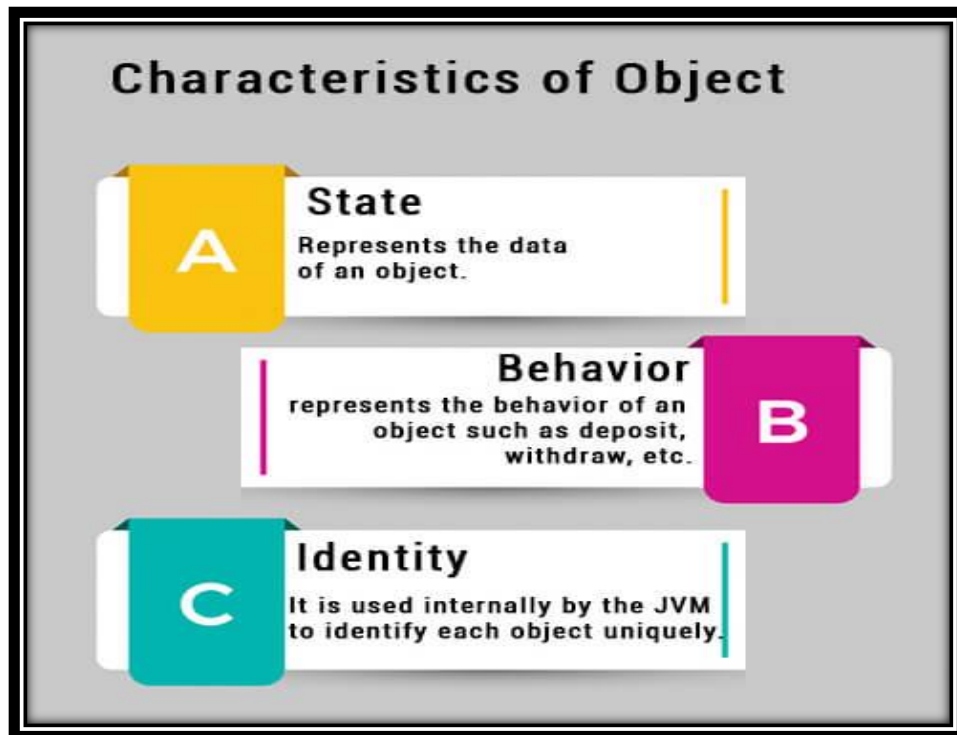 Characteristics of Object
A
State
Represents the data
of an object.
Behavior
represents the behavior of an
object such as deposit,
withdraw, etc.
B
C
Identity
It is used internally by the JVM
to identify each object uniquely.